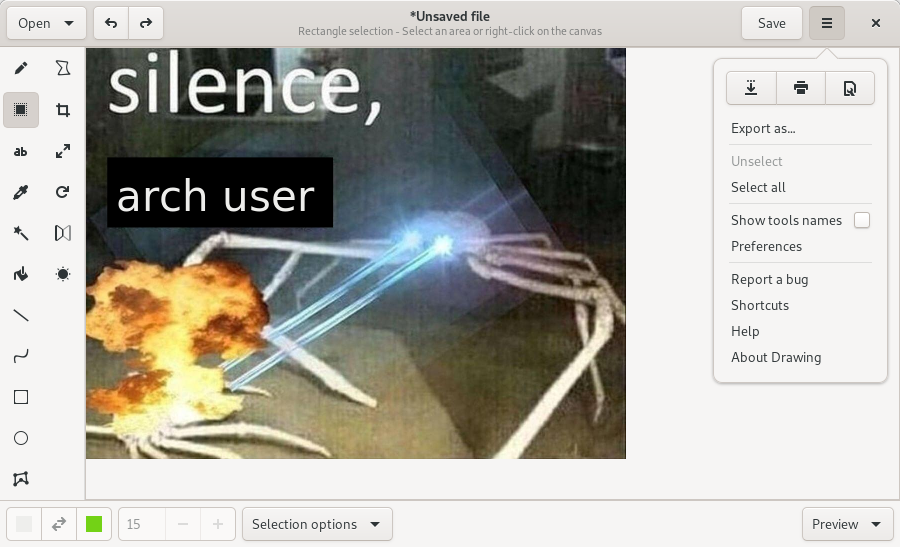 Open
*Unsaved file
Rectangle selection - Select an area or right-click on the canvas
Save
silence,
arch user
ab
Export as...
Unselect
Select all
Show tools names
Preferences
Report a bug
Shortcuts
Help
About Drawing
15
Selection options
Preview